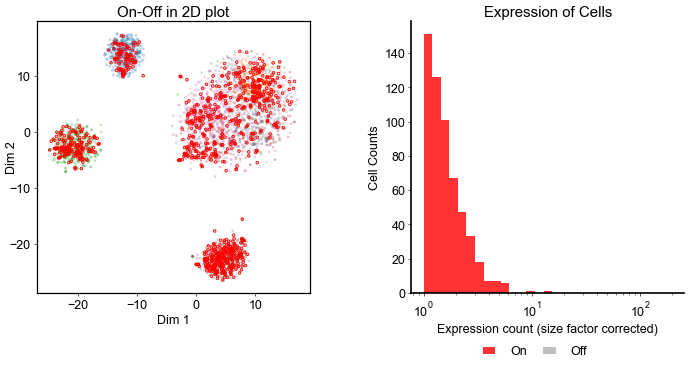 On-Off in 2D plot
Dim 2
10
0
−10
−20
−20
−10
0
10
Dim 1
Expression of Cells
Cell Counts
140
120
100
80
60
40
20
0
10^0
10^1
10^2
Expression count (size factor corrected)
On
Off